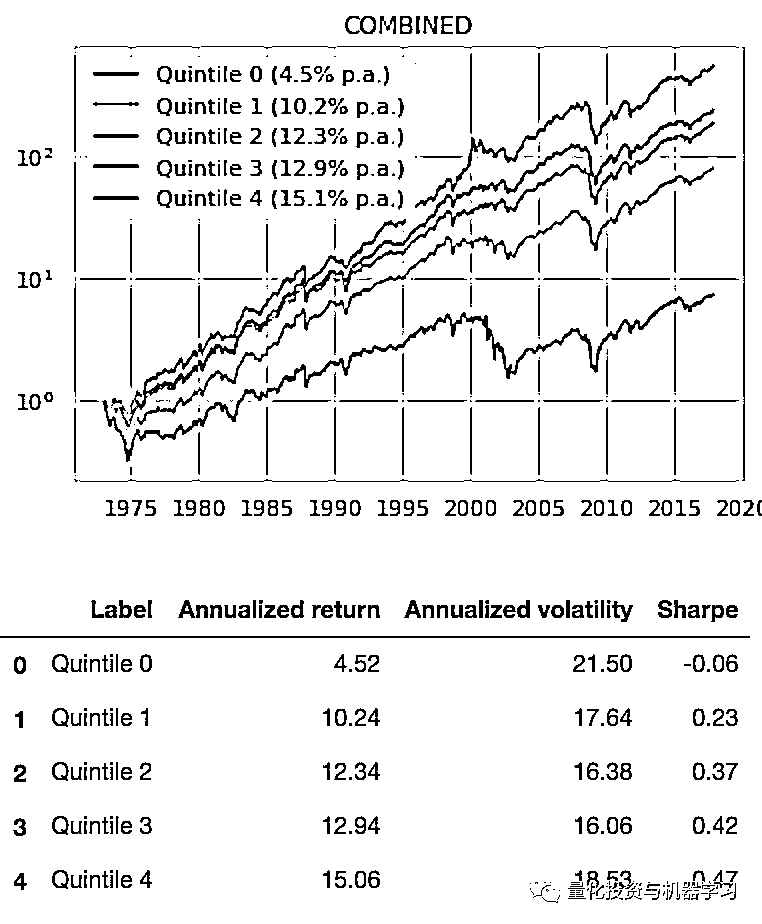 COMBINED
Quintile 0 (4.5% p.a.)
Quintile 1 (10.2% p.a.)
Quintile 2 (12.3% p.a.)
Quintile 3 (12.9% p.a.)
Quintile 4 (15.1% p.a.)
10²
10¹
10⁰
1975 1980 1985 1990 1995 2000 2005 2010 2015 2020
Label Annualized return Annualized volatility Sharpe
0 Quintile 0 4.52 21.50 -0.06
1 Quintile 1 10.24 17.64 0.23
2 Quintile 2 12.34 16.38 0.37
3 Quintile 3 12.94 16.06 0.42
4 Quintile 4 15.06 18.53 0.47
量化投资与机器学习